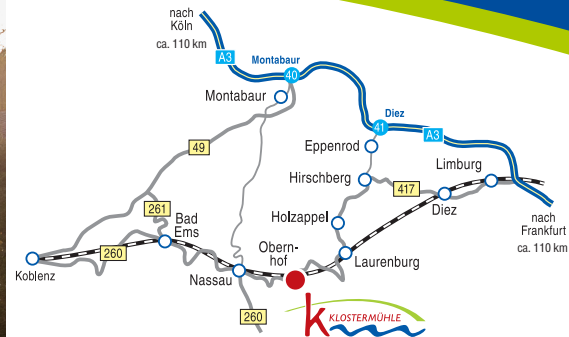 nach
Köln
ca. 110 km
A3
Montabaur
40
Montabaur
Diez
41
A3
Eppenrod
49
Limburg
Hirschberg
417
Diez
261
Bad
Ems
Holzappel
nach
Frankfurt
ca. 110 km
Obern-
hof
260
Laurenburg
Koblenz
Nassau
260
k KLOSTERMÜHLE